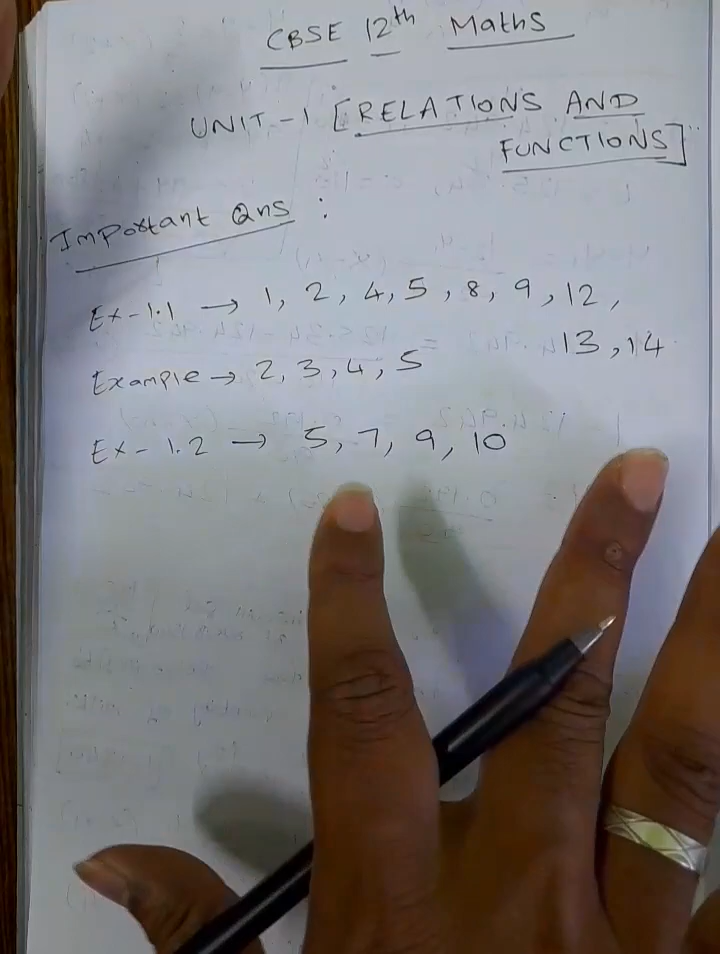 CBSE 12th Maths
UNIT-1 [RELATIONS AND
FUNCTIONS]
Important Qns :
Ex-1.1 → 1, 2, 4, 5, 8, 9, 12,
13, 14
Example → 2, 3, 4, 5
Ex-1.2 → 5, 7, 9, 10